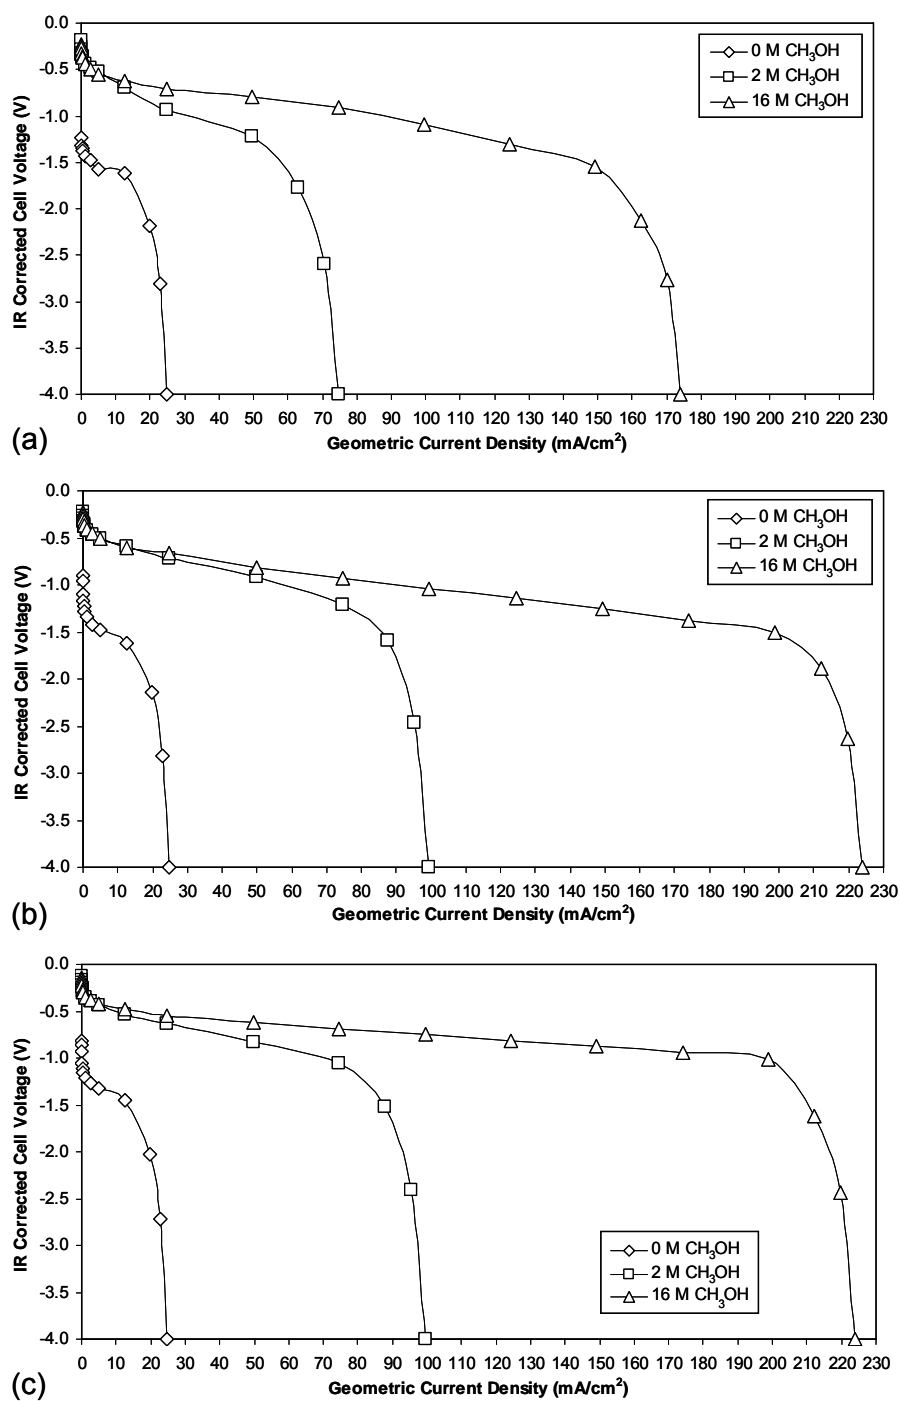 0.0
-0.5
-1.0
-1.5
-2.0
-2.5
-3.0
-3.5
-4.0
IR Corrected Cell Voltage (V)
0 M CH₃OH
2 M CH₃OH
16 M CH₃OH
0 10 20 30 40 50 60 70 80 90 100 110 120 130 140 150 160 170 180 190 200 210 220 230
(a)
Geometric Current Density (mA/cm²)
0.0
-0.5
-1.0
-1.5
-2.0
-2.5
-3.0
-3.5
-4.0
IR Corrected Cell Voltage (V)
0 M CH₃OH
2 M CH₃OH
16 M CH₃OH
0 10 20 30 40 50 60 70 80 90 100 110 120 130 140 150 160 170 180 190 200 210 220 230
(b)
Geometric Current Density (mA/cm²)
0.0
-0.5
-1.0
-1.5
-2.0
-2.5
-3.0
-3.5
-4.0
IR Corrected Cell Voltage (V)
0 M CH₃OH
2 M CH₃OH
16 M CH₃OH
0 10 20 30 40 50 60 70 80 90 100 110 120 130 140 150 160 170 180 190 200 210 220 230
(c)
Geometric Current Density (mA/cm²)